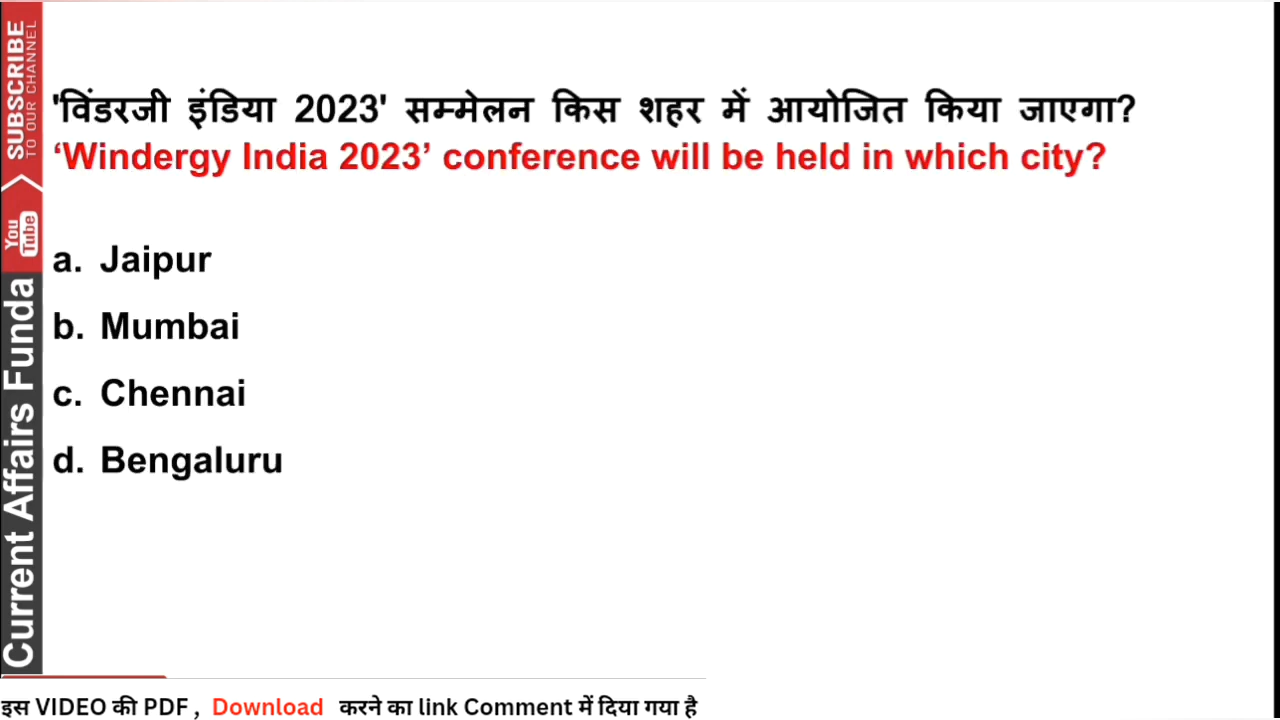 'विंडरजी इंडिया 2023' सम्मेलन किस शहर में आयोजित किया जाएगा?
‘Windergy India 2023’ conference will be held in which city?
a. Jaipur
b. Mumbai
c. Chennai
d. Bengaluru
SUBSCRIBE
TO OUR CHANNEL
You
Tube
Current Affairs Funda
इस VIDEO की PDF , Download करने का link Comment में दिया गया है